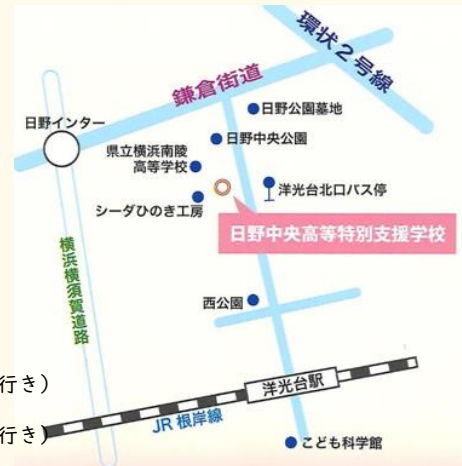 環状2号線
鎌倉街道
日野公園墓地
日野インター
日野中央公園
県立横浜南陵
高等学校
洋光台北口バス停
シーダひのき工房
日野中央高等特別支援学校
横浜横須賀道路
西公園
行き）
洋光台駅
行き）
JR 根岸線
こども科学館